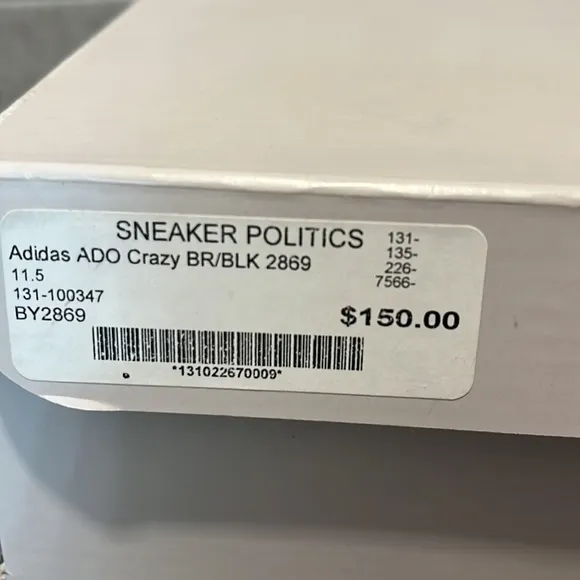 SNEAKER POLITICS
Adidas ADO Crazy BR/BLK 2869
11.5
131-100347
BY2869
131-
135-
226-
7566-
$150.00
*131022670009*